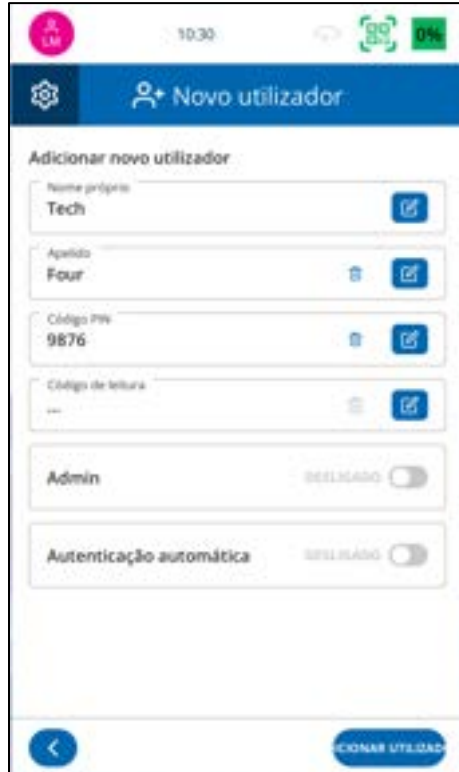 LM
10:30
0%
Novo utilizador
Adicionar novo utilizador
Nome próprio
Tech
Apelido
Four
Código PIN
9876
Código de leitura
...
Admin
DESLIGADO
Autenticação automática
DESLIGADO
ICIONAR UTILIZAD